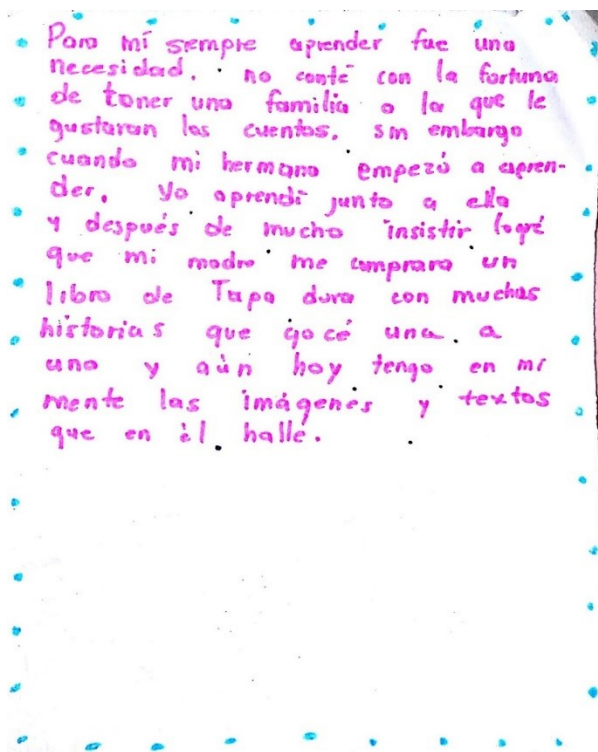 Para mí siempre aprender fue una
necesidad. no conté con la fortuna
de tener una familia a la que le
gustaran los cuentos. sin embargo
cuando mi hermana empezó a apren-
der, yo aprendí junto a ella
y después de mucho insistir logré
que mi madre me comprara un
libro de Tapa dura con muchas
historias que gocé una a
una y aún hoy tengo en mi
mente las imágenes y textos
que en él hallé.